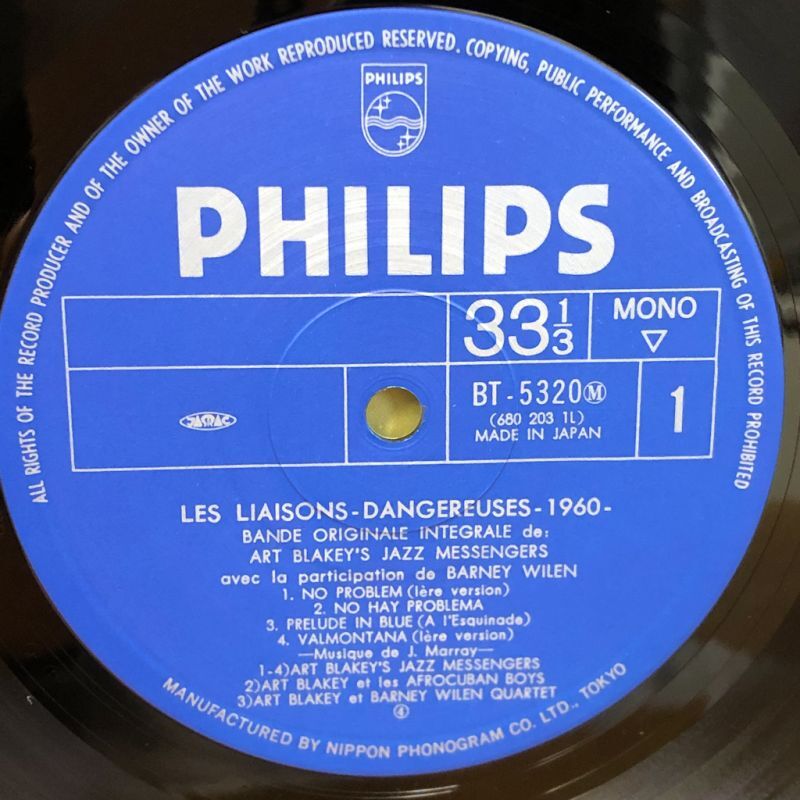 ALL RIGHTS OF THE RECORD PRODUCER AND OF THE OWNER OF THE WORK REPRODUCED RESERVED. COPYING, PUBLIC PERFORMANCE AND BROADCASTING OF THIS RECORD PROHIBITED
PHILIPS
PHILIPS
33 1/3
MONO
▽
JASRAC
BT-5320Ⓜ
(680 203 1L)
MADE IN JAPAN
1
LES LIAISONS-DANGEREUSES-1960-
BANDE ORIGINALE INTEGRALE de:
ART BLAKEY'S JAZZ MESSENGERS
avec la participation de BARNEY WILEN
1. NO PROBLEM (lère version)
2. NO HAY PROBLEMA
3. PRELUDE IN BLUE (A l'Esquinade)
4. VALMONTANA (lère version)
—Musique de J. Marray—
1-4)ART BLAKEY'S JAZZ MESSENGERS
2)ART BLAKEY et les AFROCUBAN BOYS
3)ART BLAKEY et BARNEY WILEN QUARTET
④
MANUFACTURED BY NIPPON PHONOGRAM CO. LTD., TOKYO